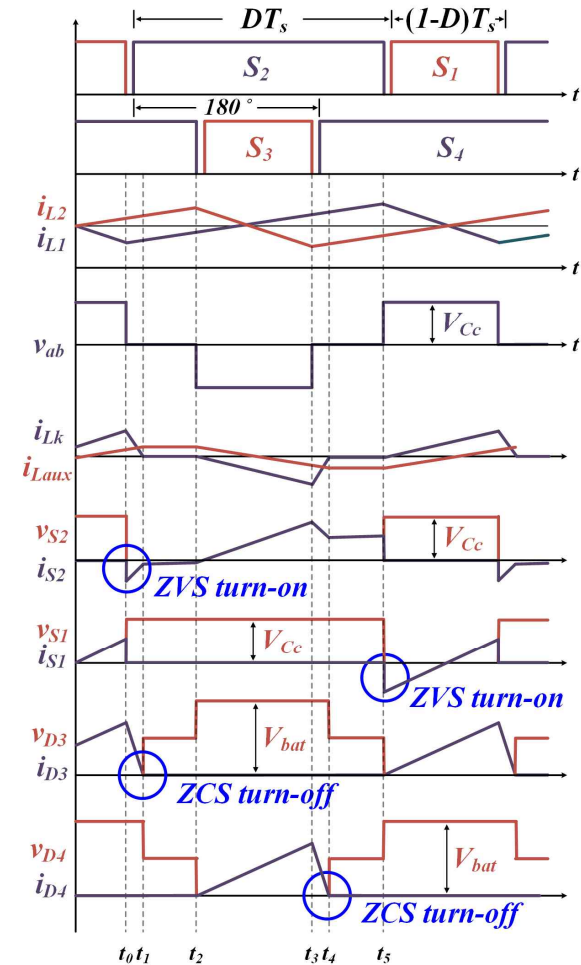 DTs (1-D)Ts
S2 S1
t
180°
S3 S4
t
iL2
iL1
t
vab VCc t
iLk
iLaux
vS2 VCc
iS2
ZVS turn-on
vS1 VCc
iS1
ZVS turn-on
vD3 Vbat
iD3
ZCS turn-off
vD4 Vbat
iD4
ZCS turn-off
t0 t1 t2 t3 t4 t5